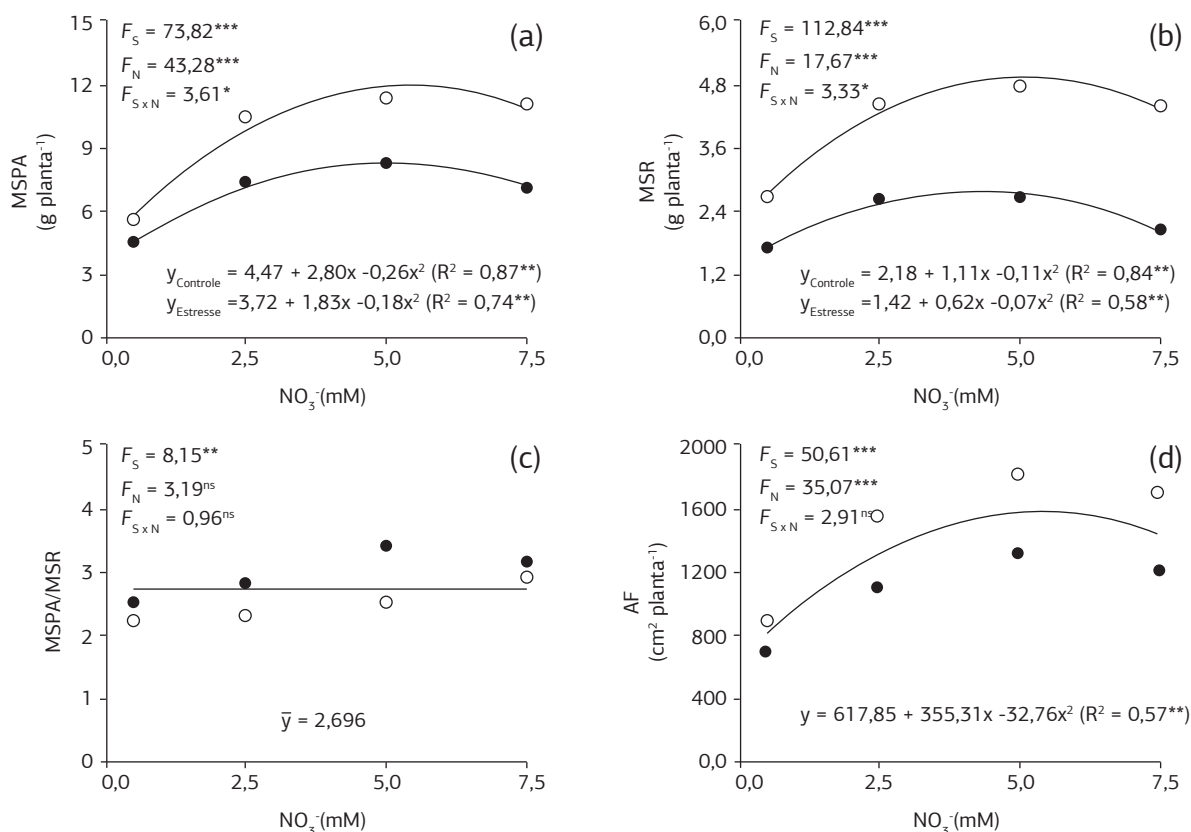 (a)
F_S = 73,82***
F_N = 43,28***
F_S x N = 3,61*
15
12
9
6
3
0
MSPA
(g planta⁻¹)
y_Controle = 4,47 + 2,80x -0,26x² (R² = 0,87**)
y_Estresse =3,72 + 1,83x -0,18x² (R² = 0,74**)
0,0 2,5 5,0 7,5
NO₃⁻(mM)
(b)
F_S = 112,84***
F_N = 17,67***
F_S x N = 3,33*
6,0
4,8
3,6
2,4
1,2
0,0
MSR
(g planta⁻¹)
y_Controle = 2,18 + 1,11x -0,11x² (R² = 0,84**)
y_Estresse =1,42 + 0,62x -0,07x² (R² = 0,58**)
0,0 2,5 5,0 7,5
NO₃⁻(mM)
(c)
F_S = 8,15**
F_N = 3,19ⁿˢ
F_S x N = 0,96ⁿˢ
5
4
3
2
1
0
MSPA/MSR
y̅ = 2,696
0,0 2,5 5,0 7,5
NO₃⁻(mM)
(d)
F_S = 50,61***
F_N = 35,07***
F_S x N = 2,91ⁿˢ
2000
1600
1200
800
400
0,0
AF
(cm² planta⁻¹)
y = 617,85 + 355,31x -32,76x² (R² = 0,57**)
0,0 2,5 5,0 7,5
NO₃⁻(mM)